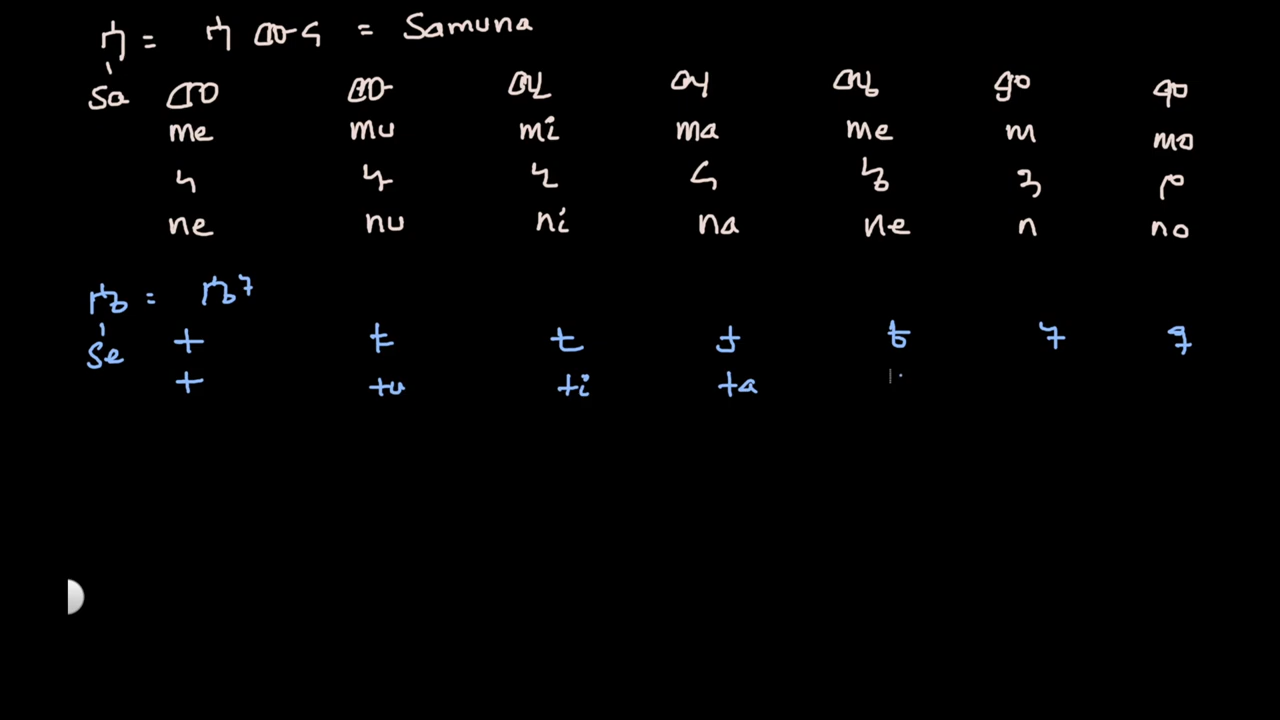 ሳ = ሳ ሙና = Samuna
Sa መ ሙ ሚ ማ ሜ ም ሞ
me mu mi ma me m mo
ነ ኑ ኒ ና ኔ ን ኖ
ne nu ni na ne n no
ሴ = ሴት
Se ተ ቱ ቲ ታ ቴ ት ቶ
t tu ti ta